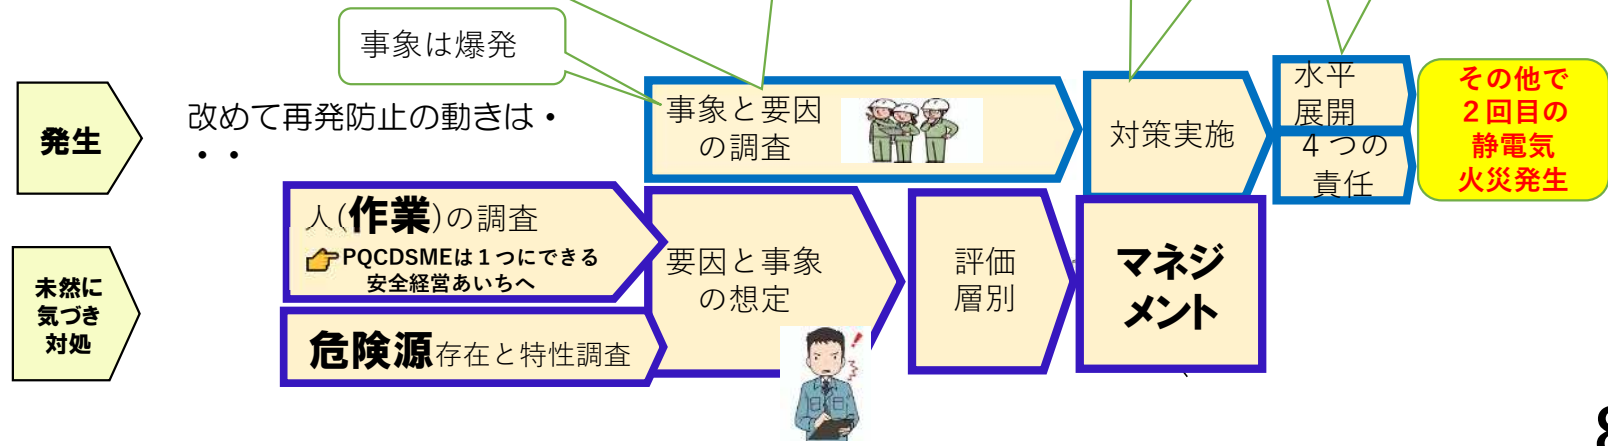 事象は爆発
発生
改めて再発防止の動きは・
・・
事象と要因
の調査
対策実施
水平
展開
４つの
責任
その他で
２回目の
静電気
火災発生
未然に
気づき
対処
人(作業)の調査
👉PQCDSMEは１つにできる
安全経営あいちへ
危険源存在と特性調査
要因と事象
の想定
評価
層別
マネジ
メント